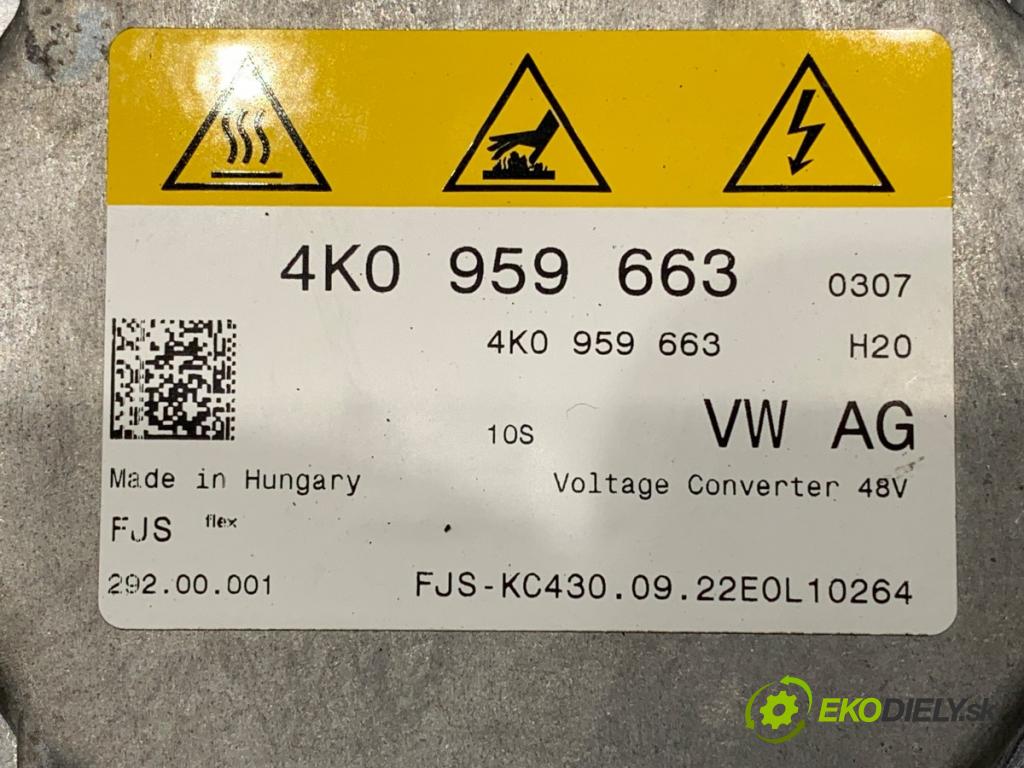 4K0 959 663 0307
4K0 959 663 H20
10S VW AG
Made in Hungary Voltage Converter 48V
FJS flex
292.00.001 FJS-KC430.09.22E0L10264
EKODIELY.sk